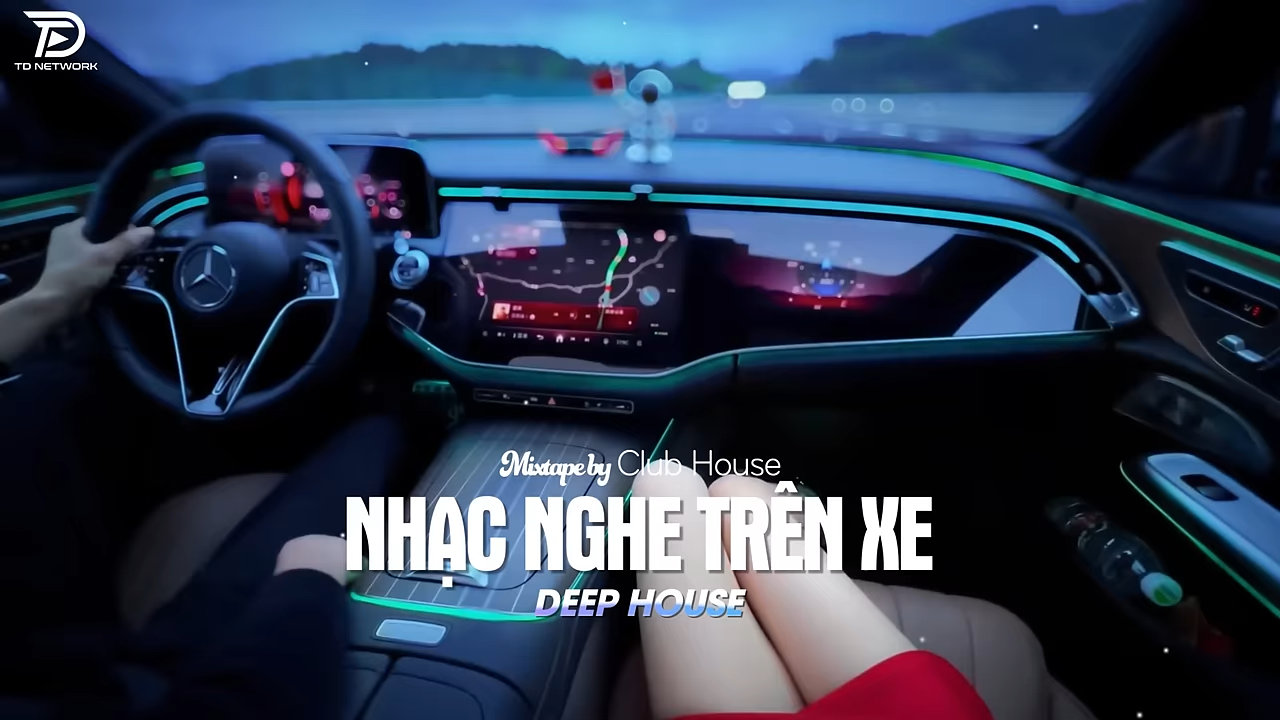 TD NETWORK
Mixtape by Club House
NHẠC NGHE TRÊN XE
DEEP HOUSE